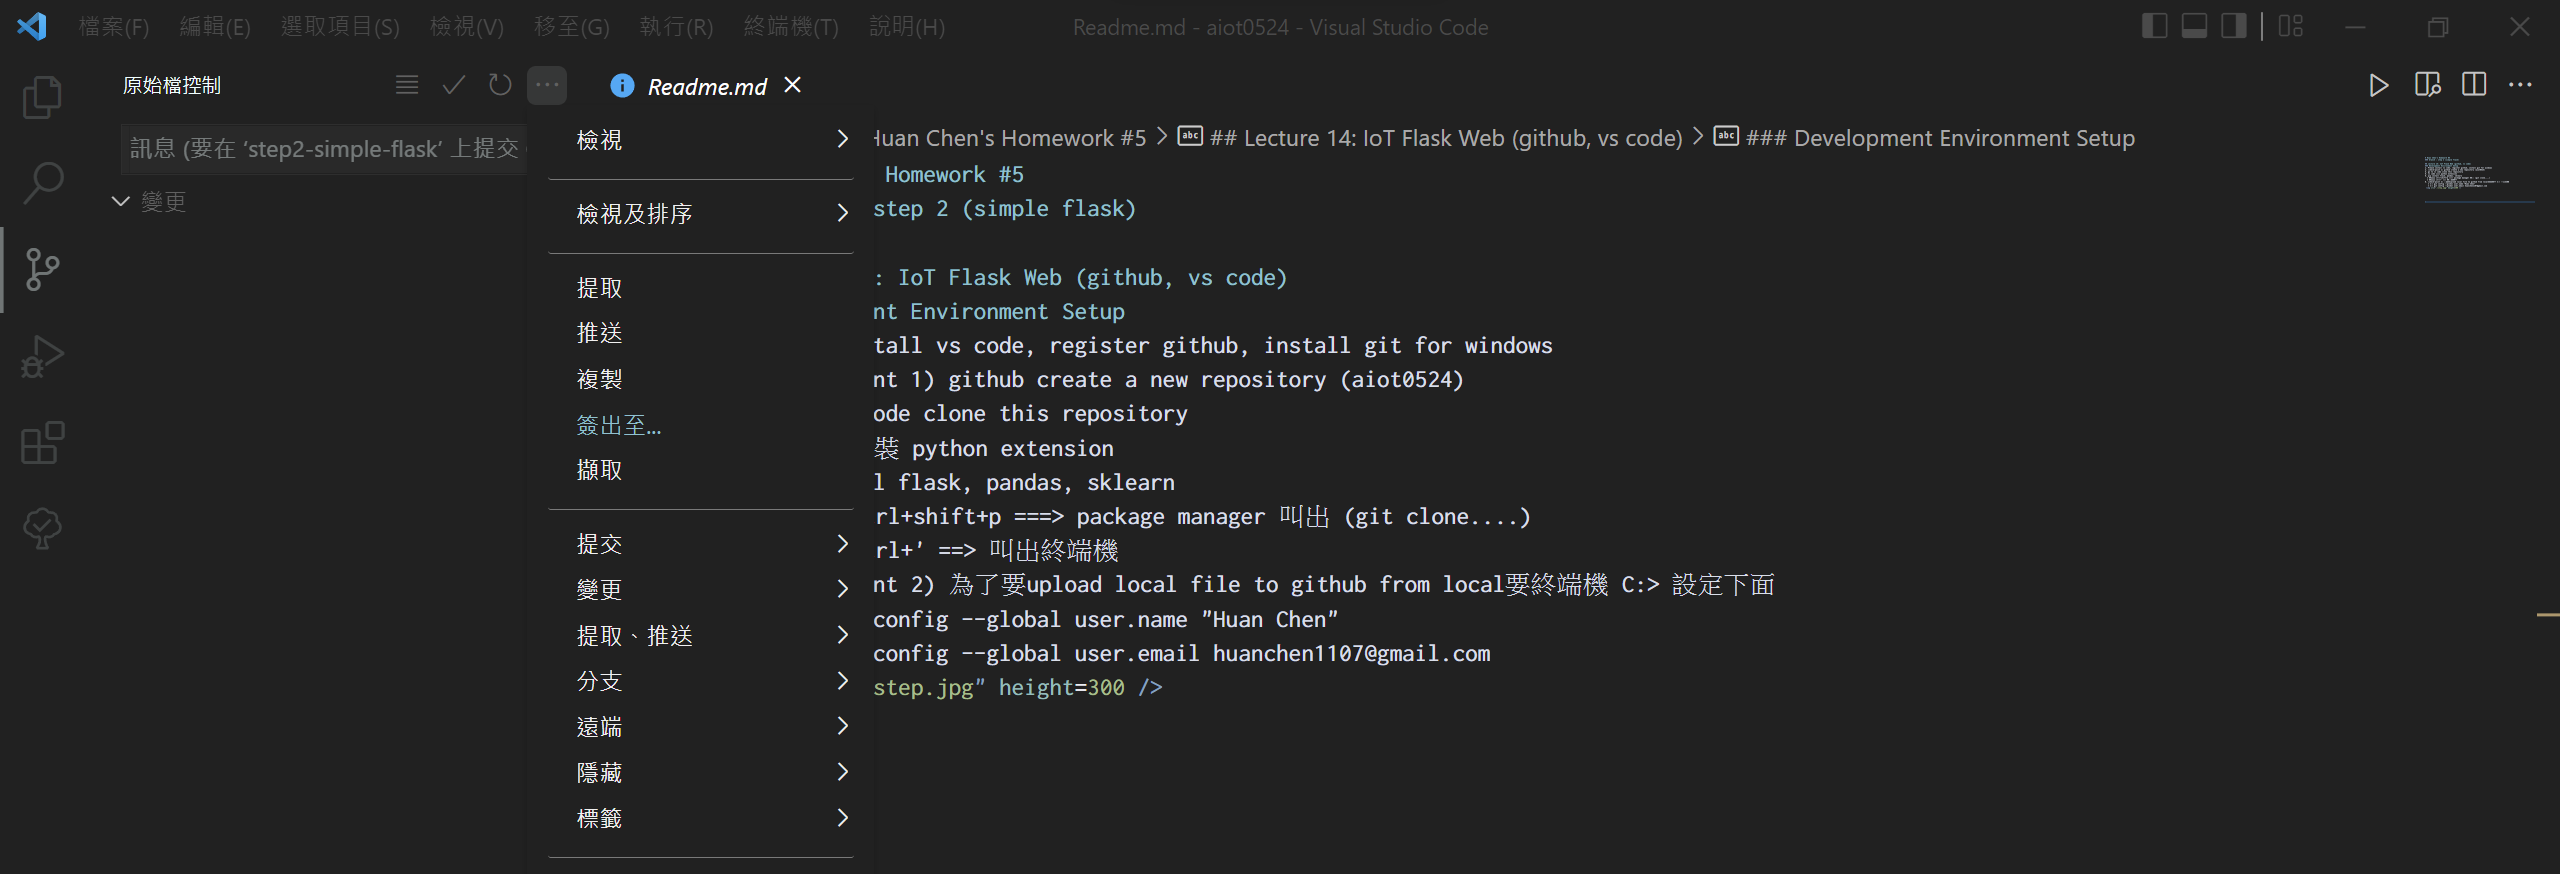 檔案(F) 編輯(E) 選取項目(S) 檢視(V) 移至(G) 執行(R) 終端機(T) 說明(H) Readme.md - aiot0524 - Visual Studio Code
原始檔控制
Readme.md
訊息 (要在 ‘step2-simple-flask’ 上提交
變更
檢視
檢視及排序
提取
推送
複製
簽出至...
擷取
提交
變更
提取、推送
分支
遠端
隱藏
標籤
Huan Chen's Homework #5 > ## Lecture 14: IoT Flask Web (github, vs code) > ### Development Environment Setup
Homework #5
step 2 (simple flask)
: IoT Flask Web (github, vs code)
nt Environment Setup
tall vs code, register github, install git for windows
nt 1) github create a new repository (aiot0524)
ode clone this repository
裝 python extension
l flask, pandas, sklearn
rl+shift+p ===> package manager 叫出 (git clone....)
rl+' ==> 叫出終端機
nt 2) 為了要upload local file to github from local要終端機 C:> 設定下面
config --global user.name "Huan Chen"
config --global user.email huanchen1107@gmail.com
step.jpg" height=300 />